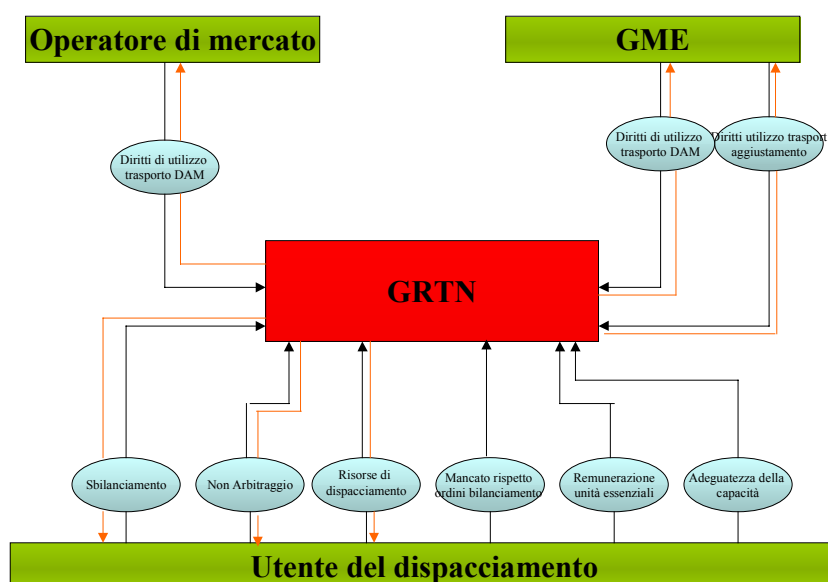 Operatore di mercato
GME
Diritti di utilizzo
trasporto DAM
Diritti di utilizzo
trasporto DAM
Diritti utilizzo trasporto
aggiustamento
GRTN
Sbilanciamento
Non Arbitraggio
Risorse di
dispacciamento
Mancato rispetto
ordini bilanciamento
Remunerazione
unità essenziali
Adeguatezza della
capacità
Utente del dispacciamento